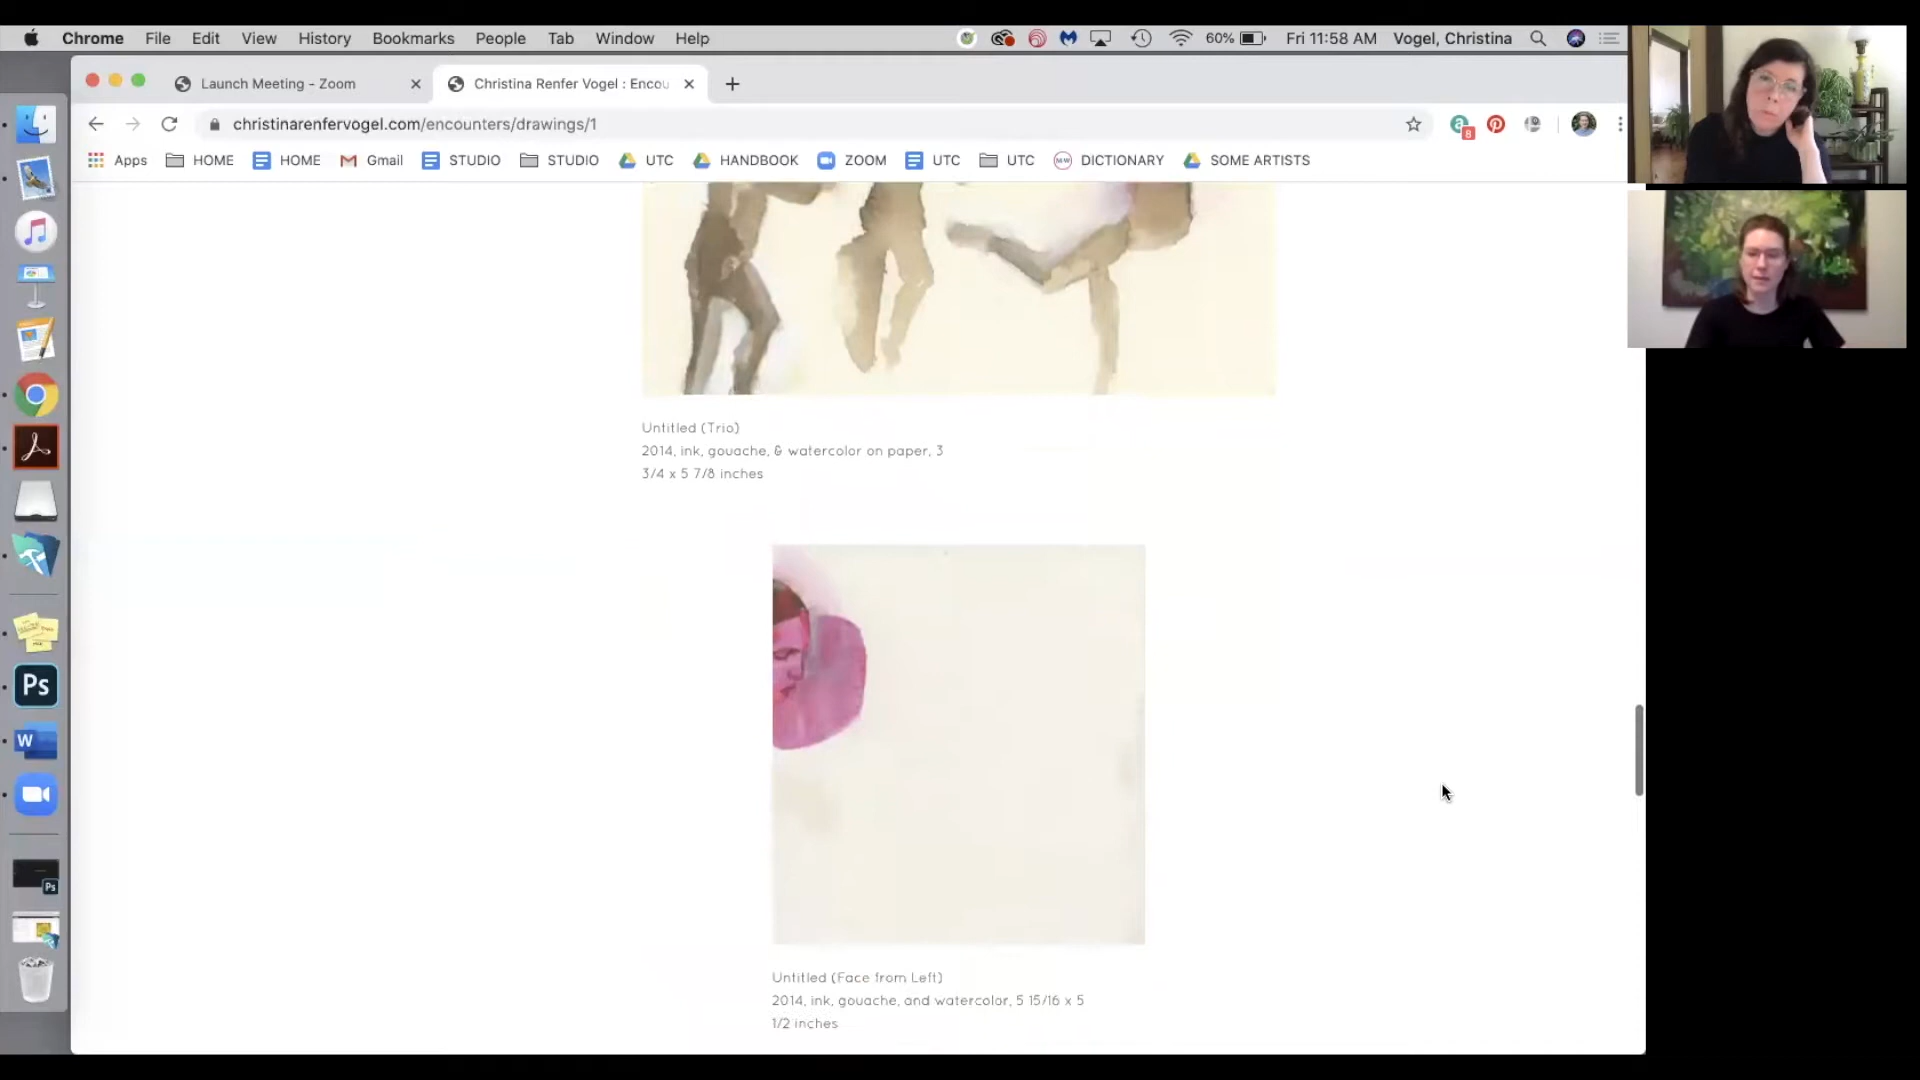 Chrome File Edit View History Bookmarks People Tab Window Help 60% Fri 11:58 AM Vogel, Christina
Launch Meeting - Zoom Christina Renfer Vogel : Encou
christinarenfervogel.com/encounters/drawings/1 8
Apps HOME HOME Gmail STUDIO STUDIO UTC HANDBOOK ZOOM UTC UTC DICTIONARY SOME ARTISTS
Untitled (Trio)
2014, ink, gouache, & watercolor on paper, 3
3/4 x 5 7/8 inches
Ps
W
Ps
Untitled (Face from Left)
2014, ink, gouache, and watercolor, 5 15/16 x 5
1/2 inches